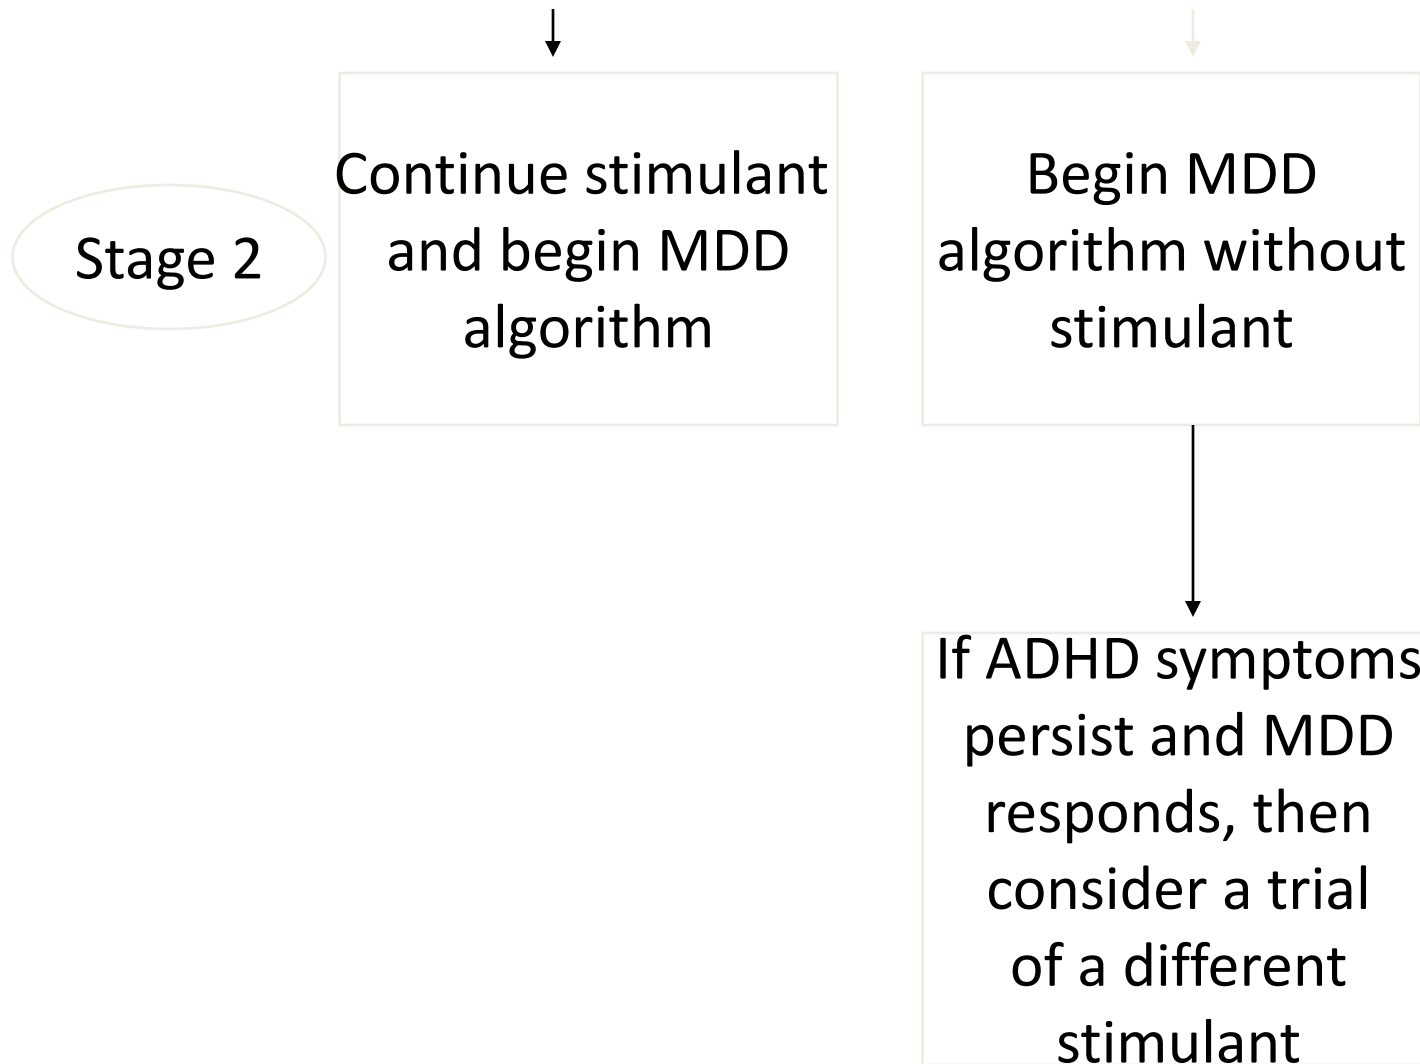 Stage 2
Continue stimulant
and begin MDD
algorithm
Begin MDD
algorithm without
stimulant
If ADHD symptoms
persist and MDD
responds, then
consider a trial
of a different
stimulant